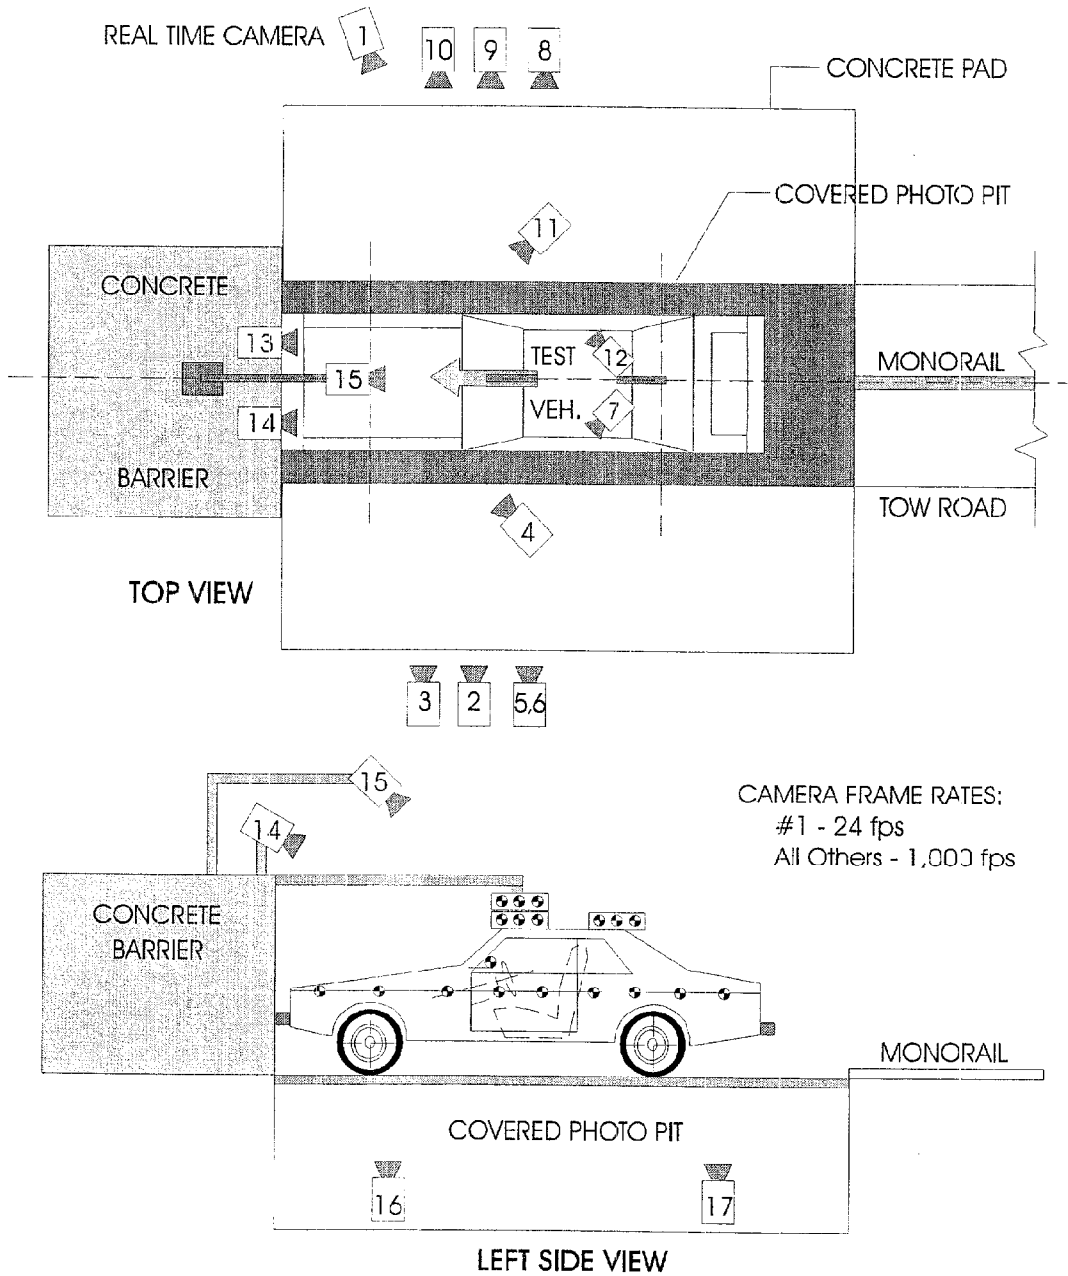 REAL TIME CAMERA
1
10
9
8
CONCRETE PAD
COVERED PHOTO PIT
11
CONCRETE
13
TEST
12
MONORAIL
15
VEH.
7
14
BARRIER
TOW ROAD
4
TOP VIEW
3
2
5,6
15
CAMERA FRAME RATES:
#1 - 24 fps
All Others - 1,000 fps
14
CONCRETE
BARRIER
MONORAIL
COVERED PHOTO PIT
16
17
LEFT SIDE VIEW